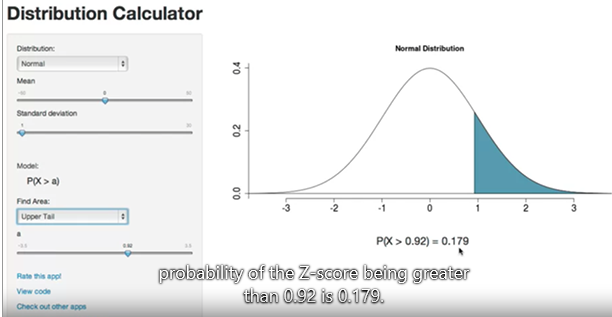 Distribution Calculator
Distribution:
Normal
Mean
0
Standard deviation
Model:
P(X > a)
Find Area:
Upper Tail
a
0.92
Rate this app!
View code
Check out other apps
Normal Distribution
0.4
0.2
0.0
-3 -2 -1 0 1 2 3
P(X > 0.92) = 0.179
probability of the Z-score being greater
than 0.92 is 0.179.